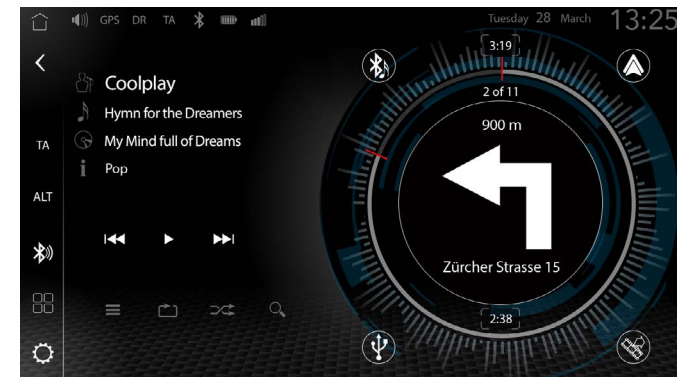 GPS DR TA
Tuesday 28 March 13:25
3:19
Coolplay
2 of 11
Hymn for the Dreamers
900 m
My Mind full of Dreams
TA
Pop
ALT
Zürcher Strasse 15
2:38